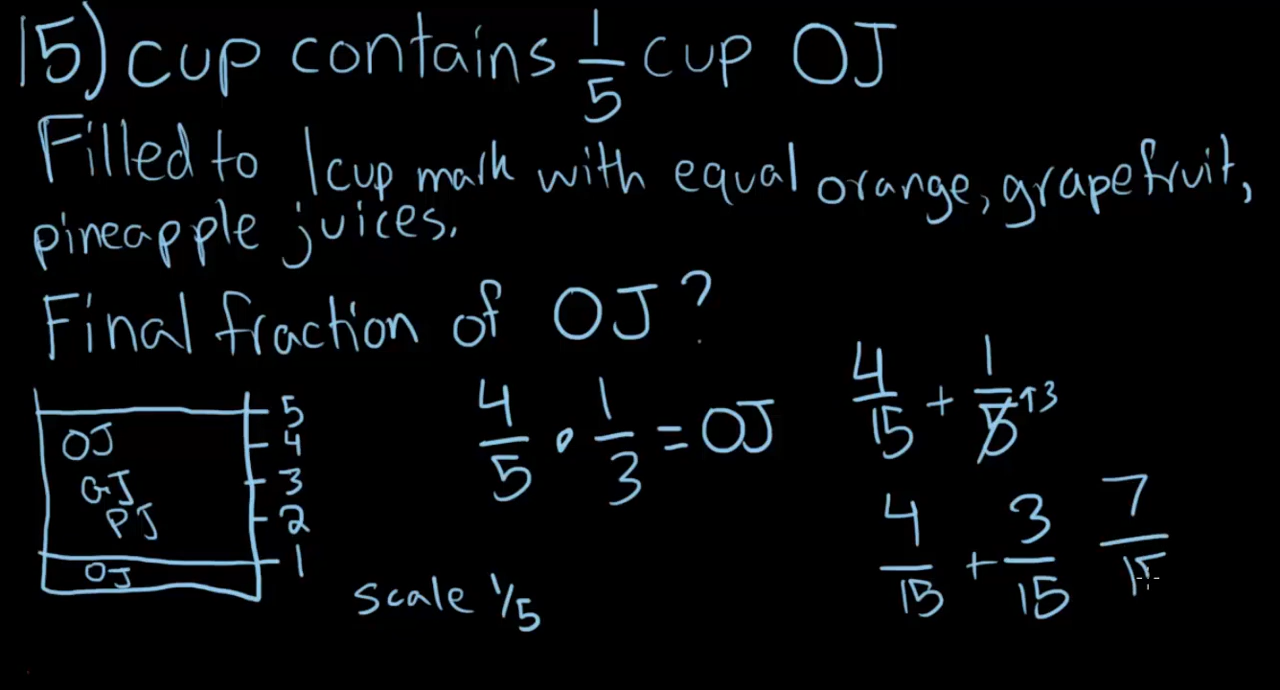 15) cup contains 1/5 cup OJ
Filled to 1 cup mark with equal orange, grapefruit,
pineapple juices.
Final fraction of OJ?
OJ
GJ
PJ
OJ
5
4
3
2
1
scale 1/5
4/5 · 1/3 = OJ
4/15 + 1/5 ↑3
4/15 + 3/15 7/15